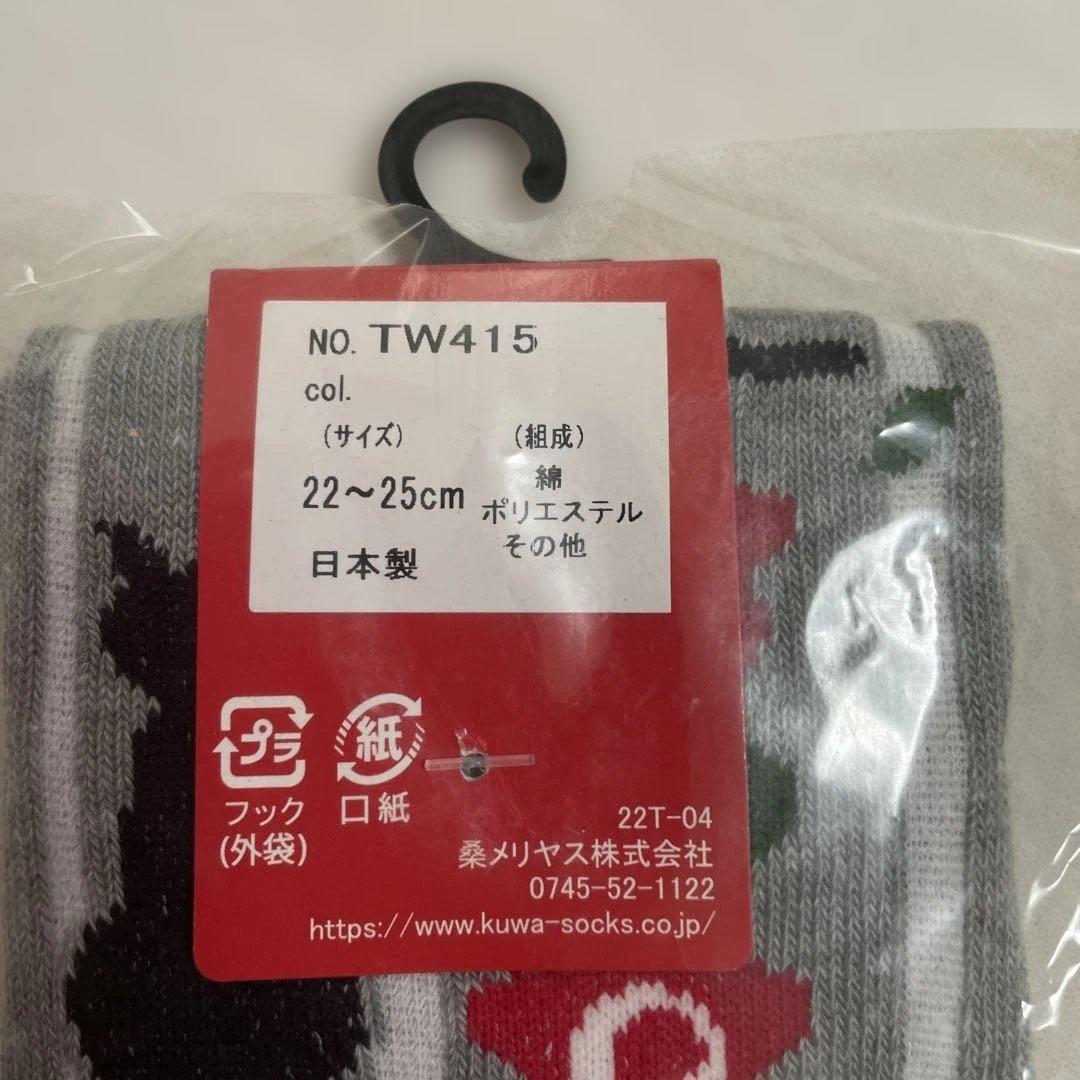 NO. TW415
col.
(サイズ) (組成)
22～25cm 綿
ポリエステル
その他
日本製
プラ 紙
フック 口紙
(外袋)
22T-04
桑メリヤス株式会社
0745-52-1122
https://www.kuwa-socks.co.jp/